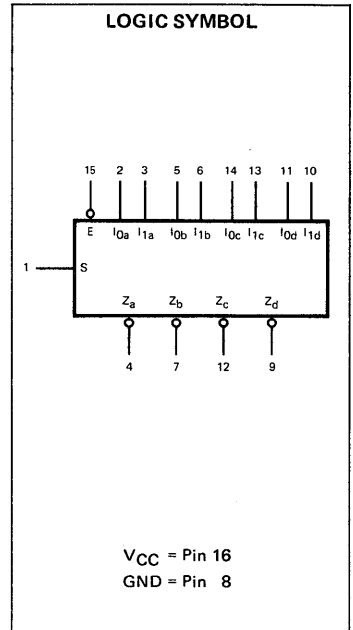 LOGIC SYMBOL
15 2 3 5 6 14 13 11 10
E I0a I1a I0b I1b I0c I1c I0d I1d
1 S
Za Zb Zc Zd
4 7 12 9
VCC = Pin 16
GND = Pin 8